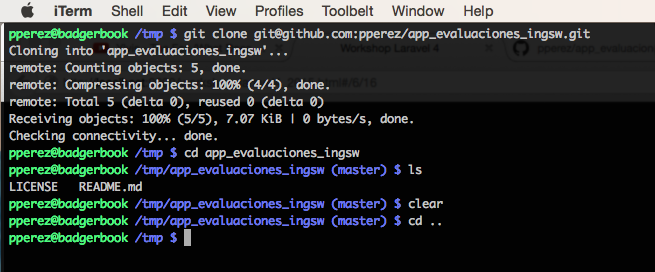 iTerm Shell Edit View Profiles Toolbelt Window Help
pperez@badgerbook /tmp $ git clone git@github.com:pperez/app_evaluaciones_ingsw.git
Cloning into 'app_evaluaciones_ingsw'...
Workshop Laravel 4
remote: Counting objects: 5, done.
remote: Compressing objects: 100% (4/4), done.
remote: Total 5 (delta 0), reused 0 (delta 0)
Receiving objects: 100% (5/5), 7.07 KiB | 0 bytes/s, done.
Checking connectivity... done.
pperez@badgerbook /tmp $ cd app_evaluaciones_ingsw
pperez@badgerbook /tmp/app_evaluaciones_ingsw (master) $ ls
LICENSE README.md
pperez@badgerbook /tmp/app_evaluaciones_ingsw (master) $ clear
pperez@badgerbook /tmp/app_evaluaciones_ingsw (master) $ cd ..
pperez@badgerbook /tmp $